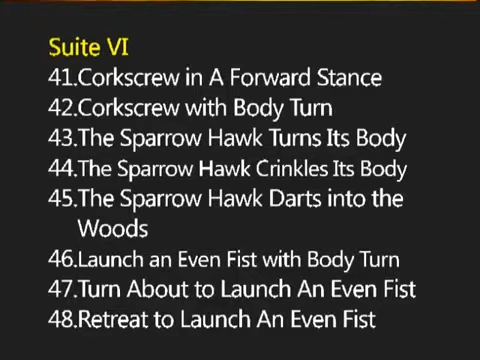 Suite VI
41.Corkscrew in A Forward Stance
42.Corkscrew with Body Turn
43.The Sparrow Hawk Turns Its Body
44.The Sparrow Hawk Crinkles Its Body
45.The Sparrow Hawk Darts into the
Woods
46.Launch an Even Fist with Body Turn
47.Turn About to Launch An Even Fist
48.Retreat to Launch An Even Fist